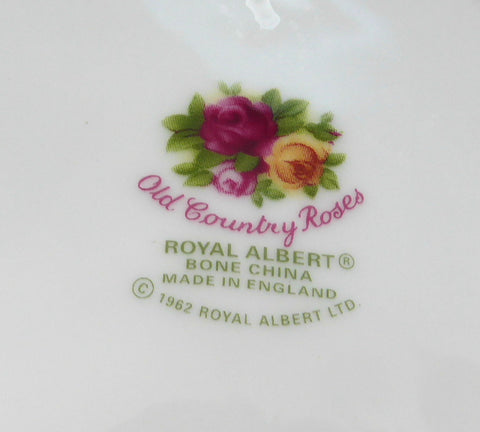 Old Country Roses
ROYAL ALBERT®
BONE CHINA
MADE IN ENGLAND
© 1962 ROYAL ALBERT LTD.